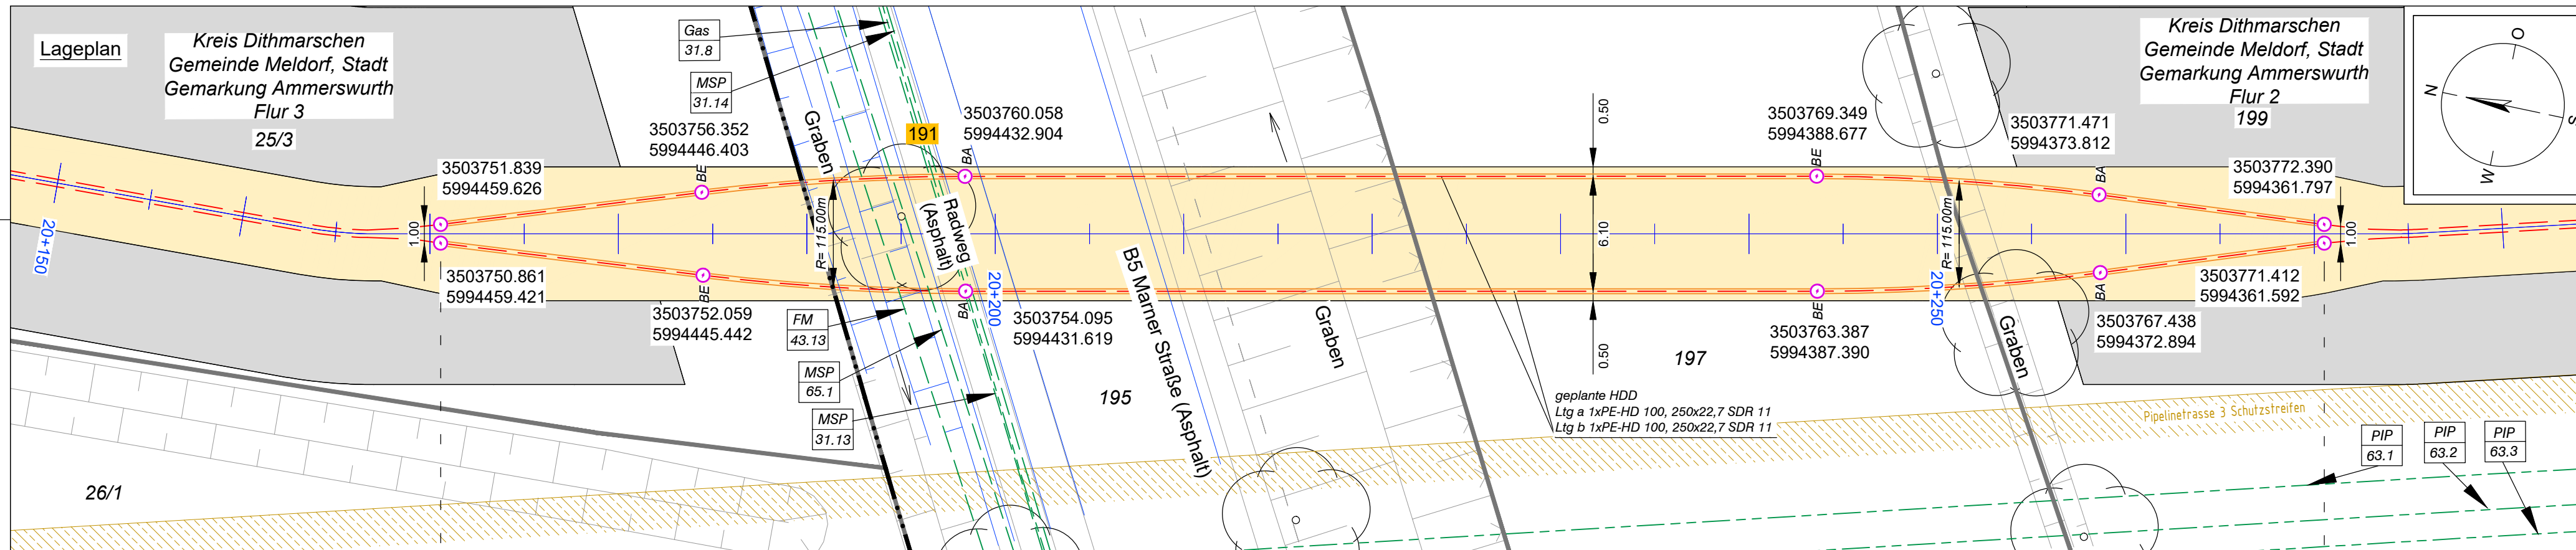 Lageplan
Kreis Dithmarschen
Gemeinde Meldorf, Stadt
Gemarkung Ammerswurth
Flur 3
25/3
Gas
31.8
MSP
31.14
Graben
191
3503756.352
5994446.403
3503760.058
5994432.904
3503751.839
5994459.626
BE
BA
20+150
1.00
3503750.861
5994459.421
R= 115.00m
Radweg
(Asphalt)
BE
BA
20+200
3503752.059
5994445.442
3503754.095
5994431.619
FM
43.13
MSP
65.1
MSP
31.13
26/1
195
B5 Marner Straße (Asphalt)
Graben
0.50
6.10
0.50
3503769.349
5994388.677
BE
3503771.471
5994373.812
BA
3503772.390
5994361.797
Kreis Dithmarschen
Gemeinde Meldorf, Stadt
Gemarkung Ammerswurth
Flur 2
199
N
O
S
W
R= 115.00m
20+250
1.00
BE
BA
3503763.387
5994387.390
3503771.412
5994361.592
3503767.438
5994372.894
Graben
197
geplante HDD
Ltg a 1xPE-HD 100, 250x22,7 SDR 11
Ltg b 1xPE-HD 100, 250x22,7 SDR 11
Pipelinetrasse 3 Schutzstreifen
PIP
63.1
PIP
63.2
PIP
63.3